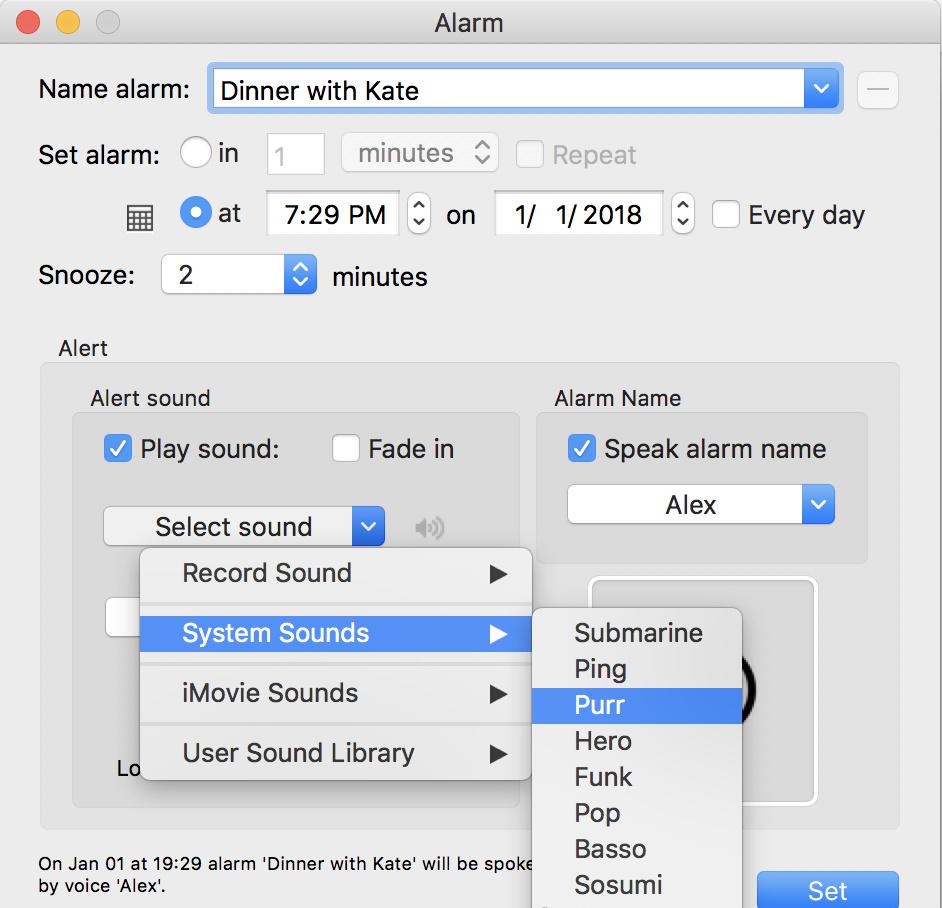 Alarm
Name alarm: Dinner with Kate
Set alarm: in 1 minutes Repeat
at 7:29 PM on 1/ 1/2018 Every day
Snooze: 2 minutes
Alert
Alert sound
Play sound: Fade in
Select sound
Record Sound
System Sounds
iMovie Sounds
User Sound Library
Alarm Name
Speak alarm name
Alex
Submarine
Ping
Purr
Hero
Funk
Pop
Basso
Sosumi
On Jan 01 at 19:29 alarm 'Dinner with Kate' will be
by voice 'Alex'.
Set